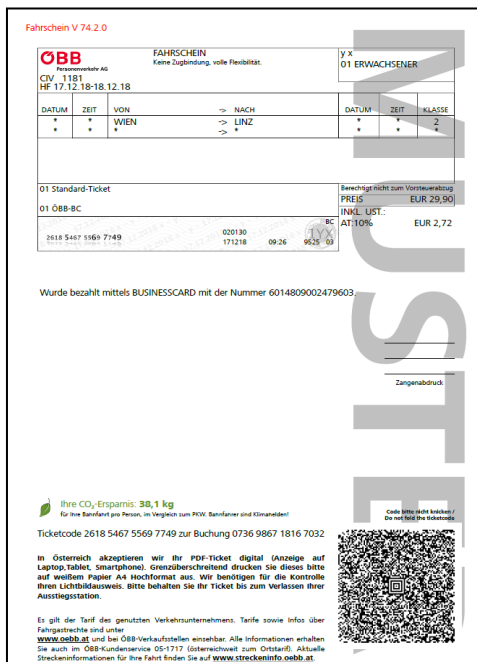 Fahrschein V 74.2.0
ÖBB
Personenverkehr AG
FAHRSCHEIN
Keine Zugbindung, volle Flexibilität.
y x
01 ERWACHSENER
CIV 1181
HF 17.12.18-18.12.18
DATUM ZEIT VON -> NACH DATUM ZEIT KLASSE
* * WIEN -> LINZ * * 2
* * * -> * * *
01 Standard-Ticket
01 ÖBB-BC
Berechtigt nicht zum Vorsteuerabzug
PREIS EUR 29,90
INKL. UST.:
AT:10% EUR 2,72
BC
2618 5467 5569 7749
020130
171218 09:26 9525 03
1YX
Wurde bezahlt mittels BUSINESSCARD mit der Nummer 6014809002479603.
Zangenabdruck
MUSTE
Ihre CO₂-Ersparnis: 38,1 kg
für Ihre Bahnfahrt pro Person, im Vergleich zum PKW. Bahnfahrer sind Klimahelden!
Code bitte nicht knicken /
Do not fold the ticketcode
Ticketcode 2618 5467 5569 7749 zur Buchung 0736 9867 1816 7032
In Österreich akzeptieren wir Ihr PDF-Ticket digital (Anzeige auf
Laptop,Tablet, Smartphone). Grenzüberschreitend drucken Sie dieses bitte
auf weißem Papier A4 Hochformat aus. Wir benötigen für die Kontrolle
Ihren Lichtbildausweis. Bitte behalten Sie Ihr Ticket bis zum Verlassen Ihrer
Ausstiegsstation.
Es gilt der Tarif des genutzten Verkehrsunternehmens. Tarife sowie Infos über
Fahrgastrechte sind unter
www.oebb.at und bei ÖBB-Verkaufsstellen einsehbar. Alle Informationen erhalten
Sie auch im ÖBB-Kundenservice 05-1717 (österreichweit zum Ortstarif). Aktuelle
Streckeninformationen für Ihre Fahrt finden Sie auf www.streckeninfo.oebb.at.